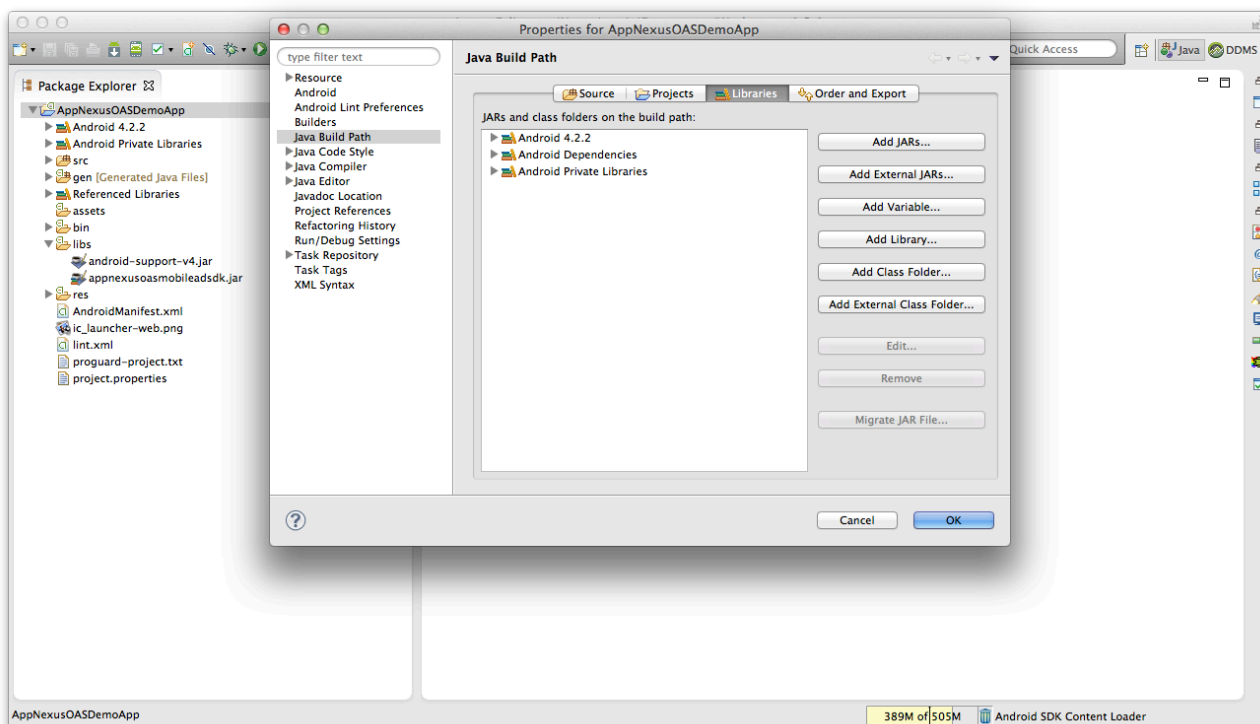 Properties for AppNexusOASDemoApp
Quick Access
Java
DDMS
Package Explorer
AppNexusOASDemoApp
Android 4.2.2
Android Private Libraries
src
gen [Generated Java Files]
Referenced Libraries
assets
bin
libs
android-support-v4.jar
appnexusoasmobileadsdk.jar
res
AndroidManifest.xml
ic_launcher-web.png
lint.xml
proguard-project.txt
project.properties
type filter text
Resource
Android
Android Lint Preferences
Builders
Java Build Path
Java Code Style
Java Compiler
Java Editor
Javadoc Location
Project References
Refactoring History
Run/Debug Settings
Task Repository
Task Tags
XML Syntax
Java Build Path
Source
Projects
Libraries
Order and Export
JARs and class folders on the build path:
Android 4.2.2
Android Dependencies
Android Private Libraries
Add JARs...
Add External JARs...
Add Variable...
Add Library...
Add Class Folder...
Add External Class Folder...
Edit...
Remove
Migrate JAR File...
Cancel
OK
AppNexusOASDemoApp
389M of 505M
Android SDK Content Loader